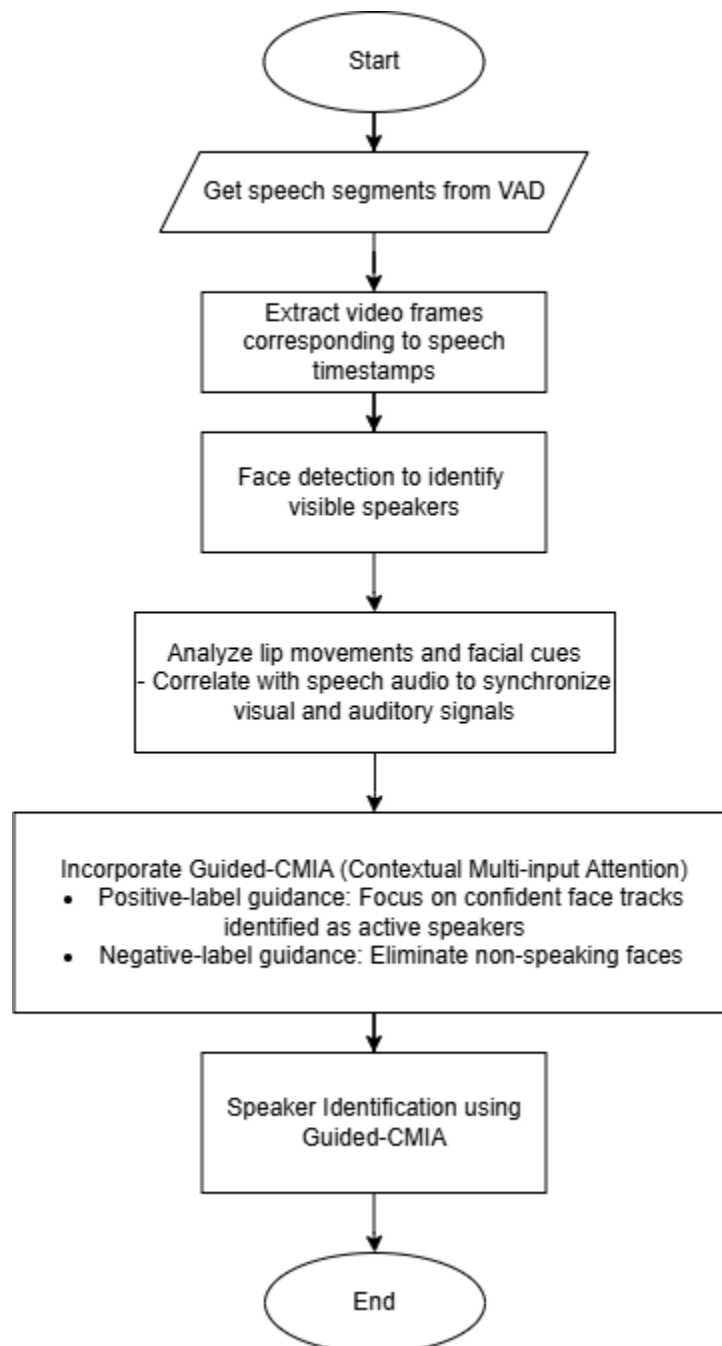 Start
Get speech segments from VAD
Extract video frames
corresponding to speech
timestamps
Face detection to identify
visible speakers
Analyze lip movements and facial cues
- Correlate with speech audio to synchronize
visual and auditory signals
Incorporate Guided-CMIA (Contextual Multi-input Attention)
• Positive-label guidance: Focus on confident face tracks
identified as active speakers
• Negative-label guidance: Eliminate non-speaking faces
Speaker Identification using
Guided-CMIA
End